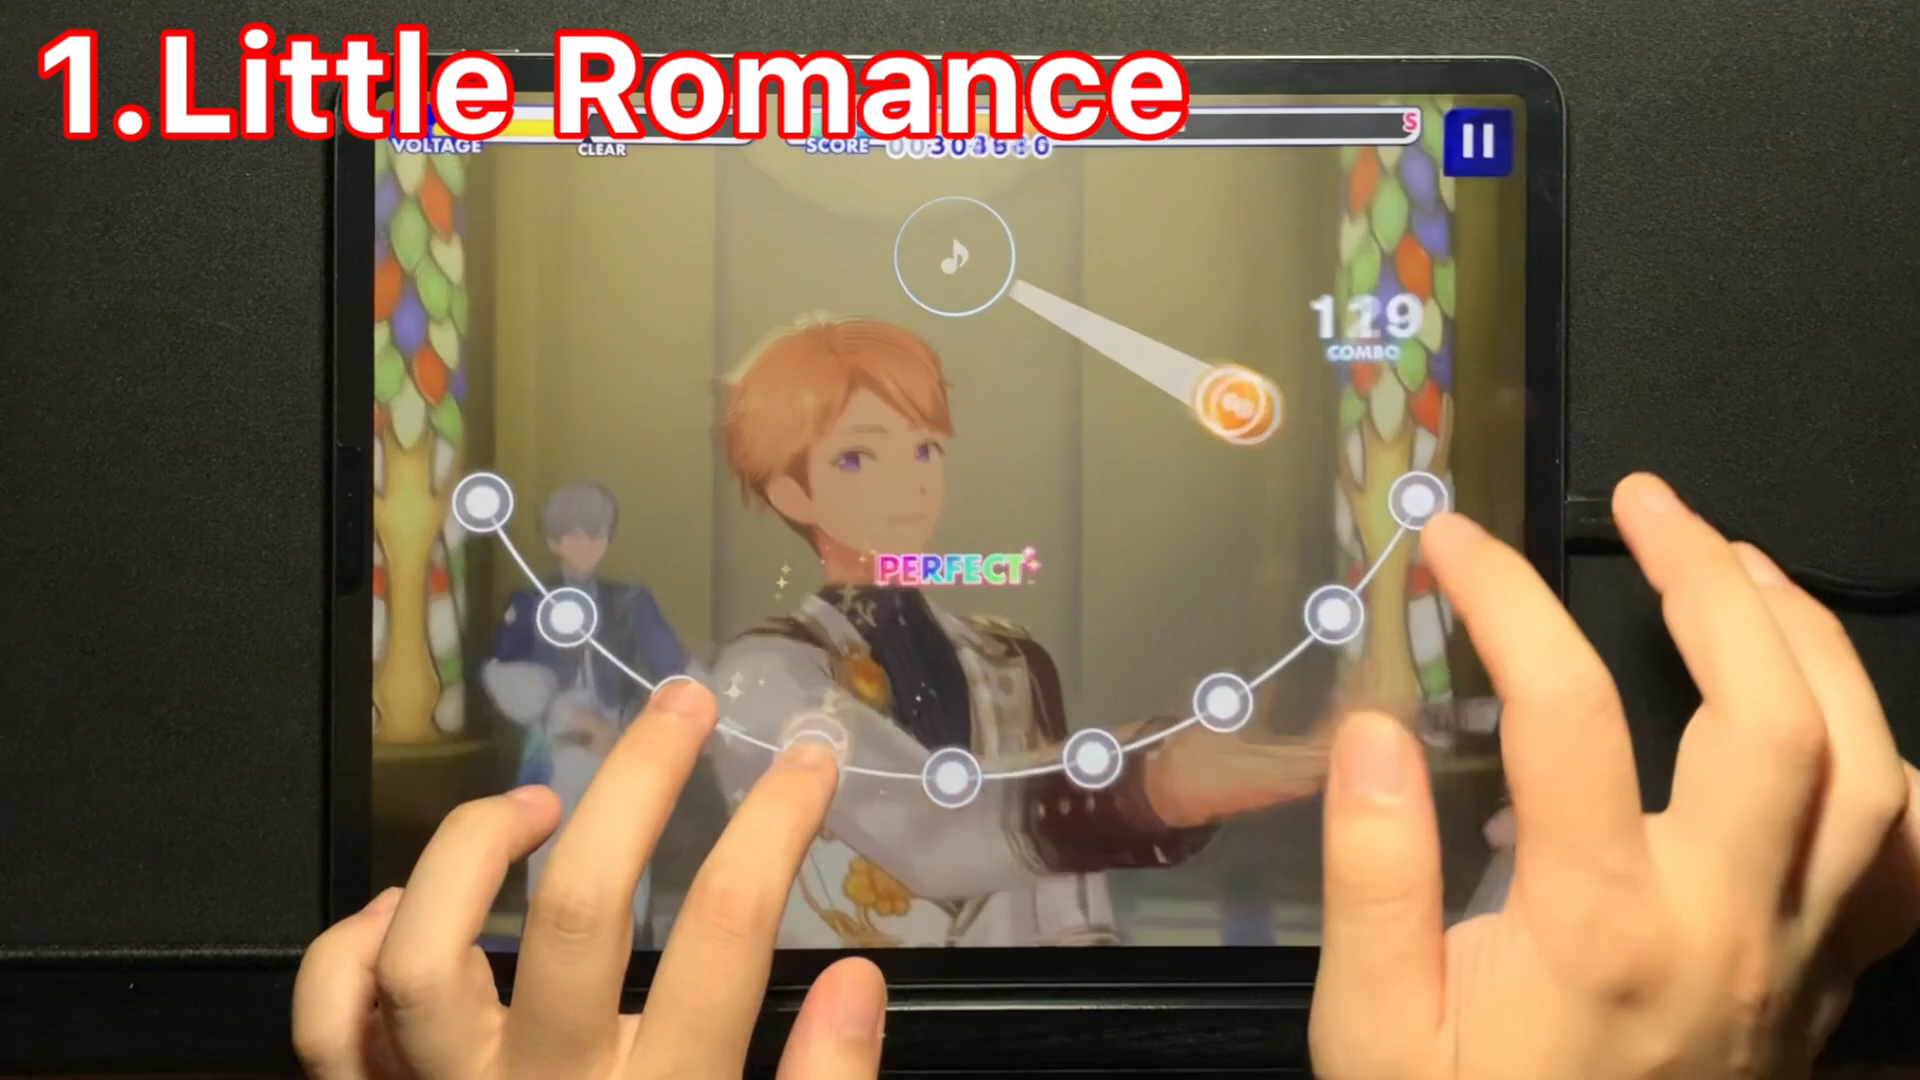 1.Little Romance
S
VOLTAGE
CLEAR
SCORE
129
COMBO
PERFECT